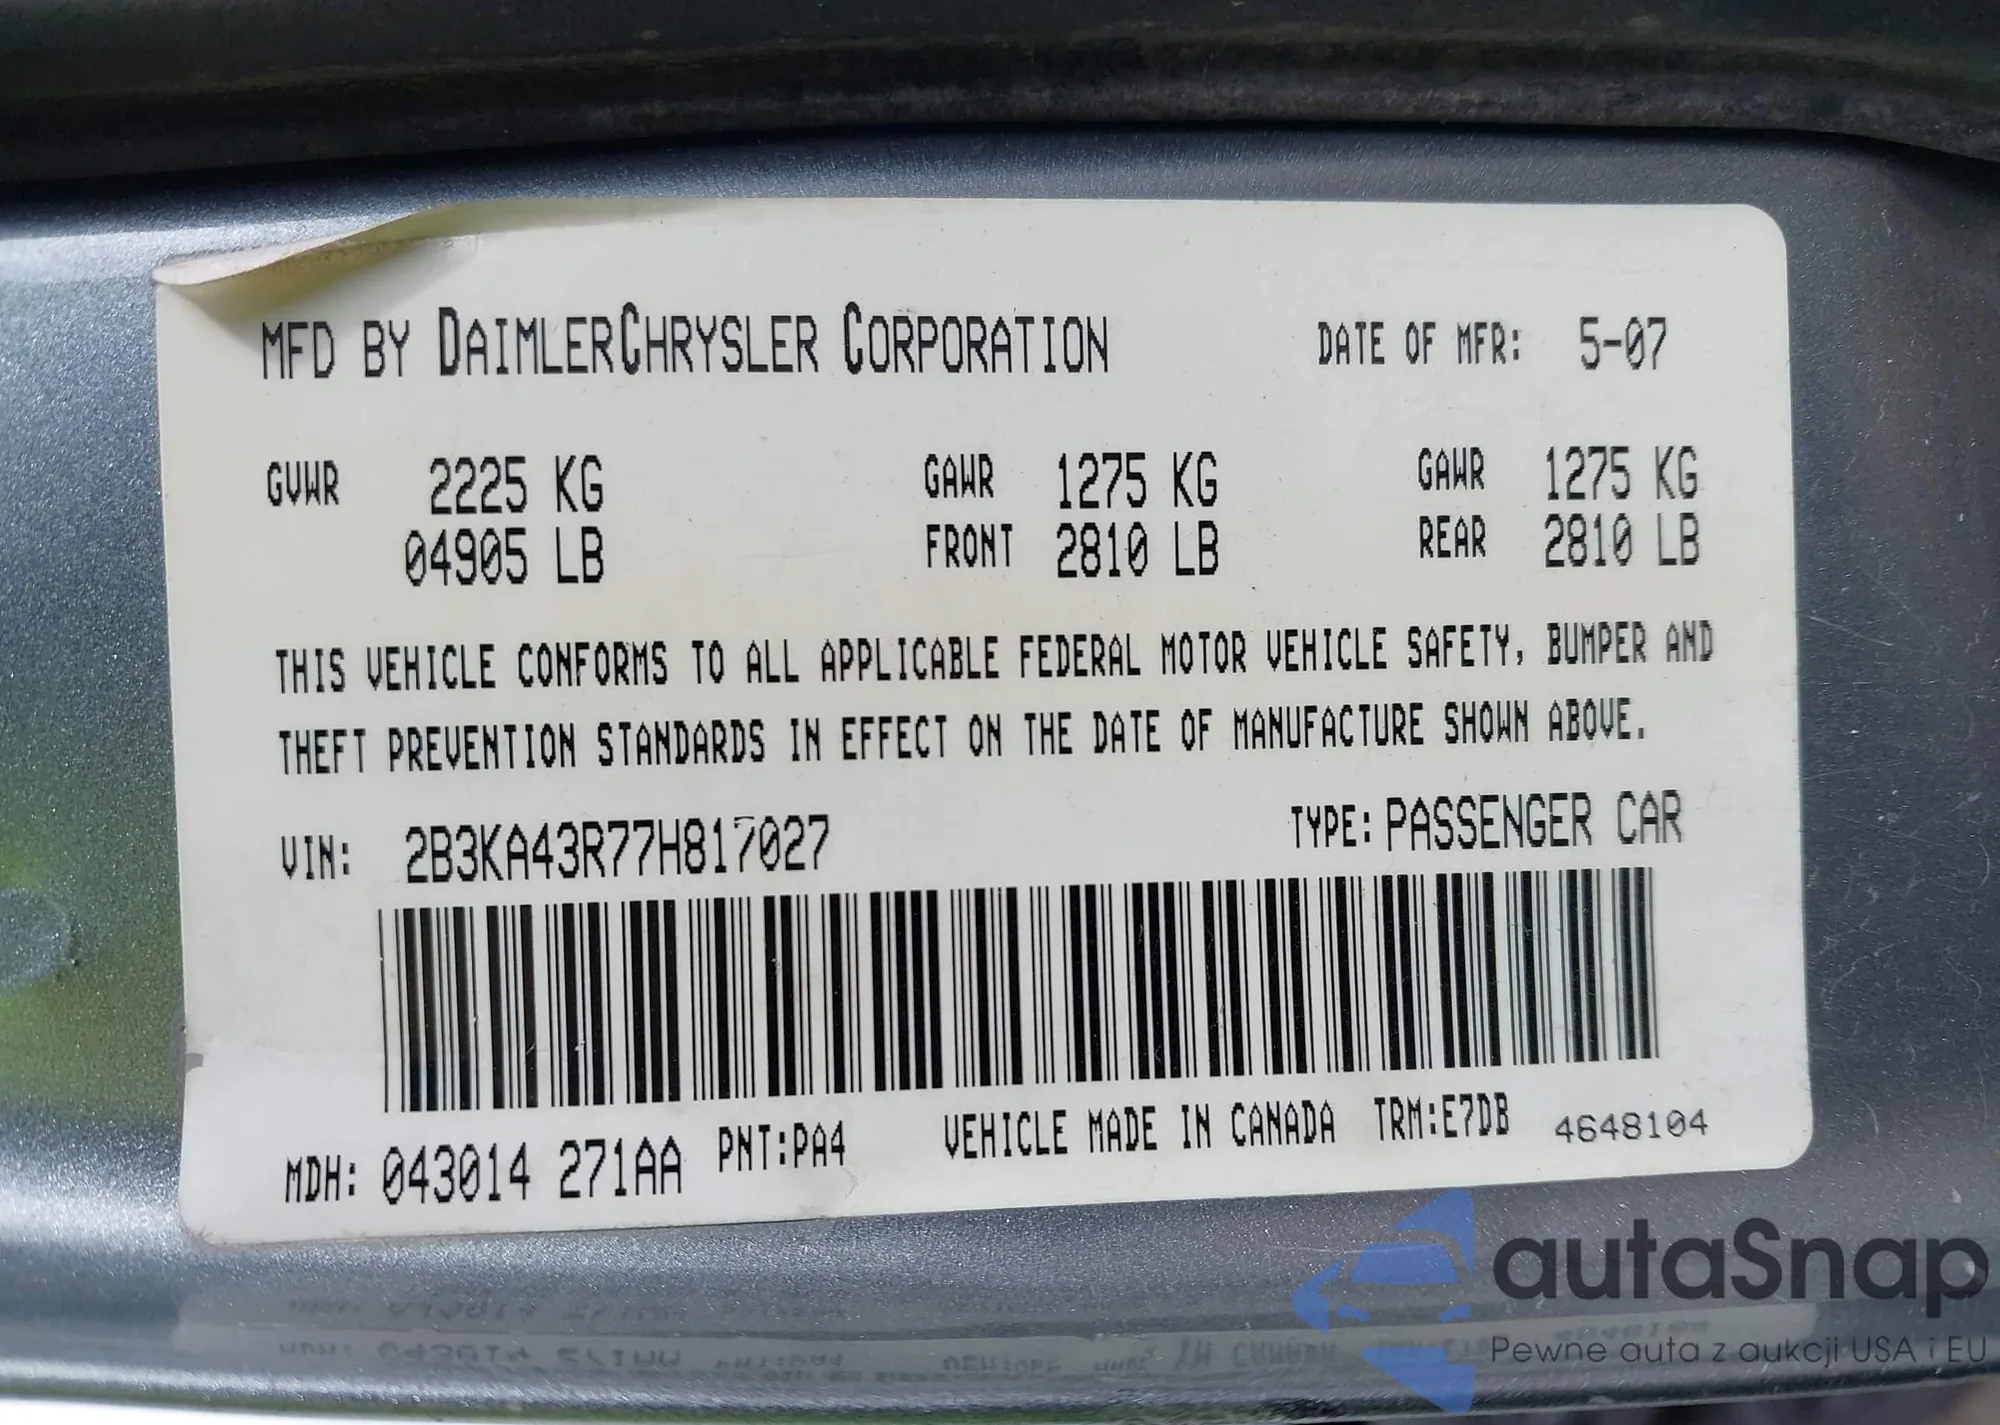 MFD BY DAIMLERCHRYSLER CORPORATION DATE OF MFR: 5-07
GVWR 2225 KG GAWR 1275 KG GAWR 1275 KG
04905 LB FRONT 2810 LB REAR 2810 LB
THIS VEHICLE CONFORMS TO ALL APPLICABLE FEDERAL MOTOR VEHICLE SAFETY, BUMPER AND
THEFT PREVENTION STANDARDS IN EFFECT ON THE DATE OF MANUFACTURE SHOWN ABOVE.
VIN: 2B3KA43R77H817027 TYPE: PASSENGER CAR
MDH: 043014 271AA PNT:PA4 VEHICLE MADE IN CANADA TRM:E7DB 4648104
autaSnap
Pewne auta z aukcji USA i EU